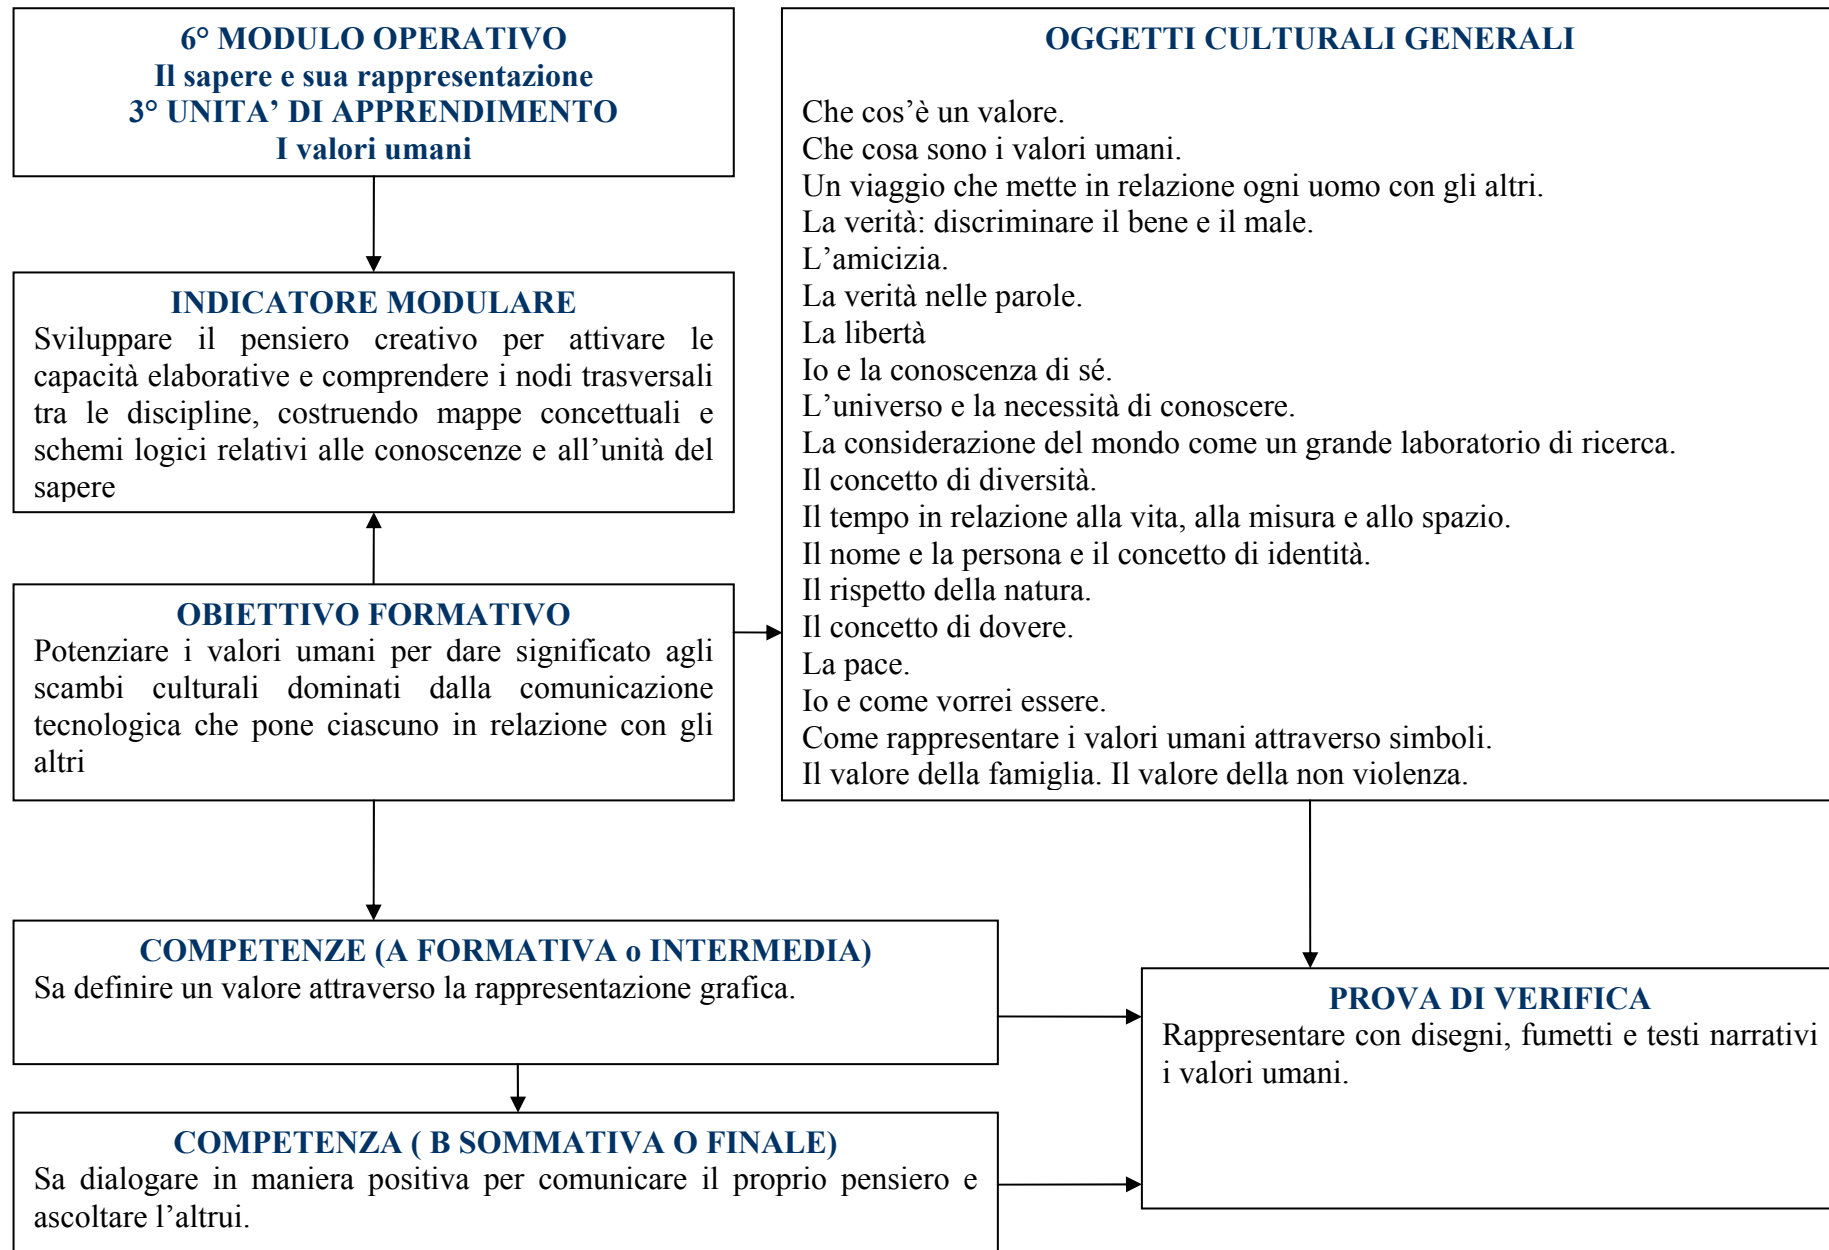 6° MODULO OPERATIVO
Il sapere e sua rappresentazione
3° UNITA’ DI APPRENDIMENTO
I valori umani
INDICATORE MODULARE
Sviluppare il pensiero creativo per attivare le
capacità elaborative e comprendere i nodi trasversali
tra le discipline, costruendo mappe concettuali e
schemi logici relativi alle conoscenze e all’unità del
sapere
OBIETTIVO FORMATIVO
Potenziare i valori umani per dare significato agli
scambi culturali dominati dalla comunicazione
tecnologica che pone ciascuno in relazione con gli
altri
OGGETTI CULTURALI GENERALI
Che cos’è un valore.
Che cosa sono i valori umani.
Un viaggio che mette in relazione ogni uomo con gli altri.
La verità: discriminare il bene e il male.
L’amicizia.
La verità nelle parole.
La libertà
Io e la conoscenza di sé.
L’universo e la necessità di conoscere.
La considerazione del mondo come un grande laboratorio di ricerca.
Il concetto di diversità.
Il tempo in relazione alla vita, alla misura e allo spazio.
Il nome e la persona e il concetto di identità.
Il rispetto della natura.
Il concetto di dovere.
La pace.
Io e come vorrei essere.
Come rappresentare i valori umani attraverso simboli.
Il valore della famiglia. Il valore della non violenza.
COMPETENZE (A FORMATIVA o INTERMEDIA)
Sa definire un valore attraverso la rappresentazione grafica.
COMPETENZA ( B SOMMATIVA O FINALE)
Sa dialogare in maniera positiva per comunicare il proprio pensiero e
ascoltare l’altrui.
PROVA DI VERIFICA
Rappresentare con disegni, fumetti e testi narrativi
i valori umani.